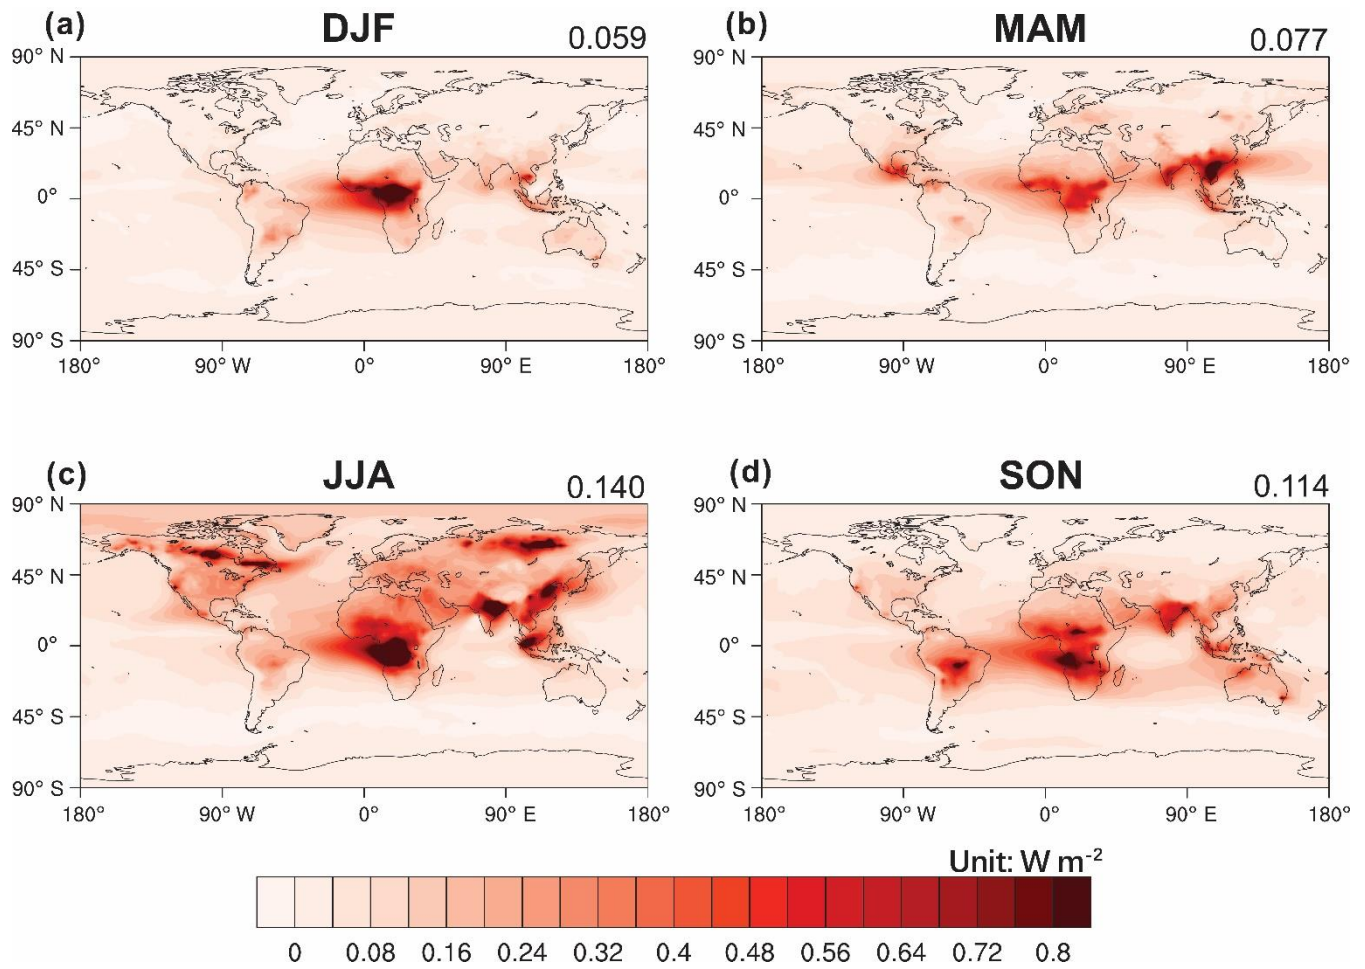 (a) DJF 0.059
90° N
45° N
0°
45° S
90° S
180° 90° W 0° 90° E 180°
(b) MAM 0.077
90° N
45° N
0°
45° S
90° S
180° 90° W 0° 90° E 180°
(c) JJA 0.140
90° N
45° N
0°
45° S
90° S
180° 90° W 0° 90° E 180°
(d) SON 0.114
90° N
45° N
0°
45° S
90° S
180° 90° W 0° 90° E 180°
Unit: W m⁻²
0 0.08 0.16 0.24 0.32 0.4 0.48 0.56 0.64 0.72 0.8